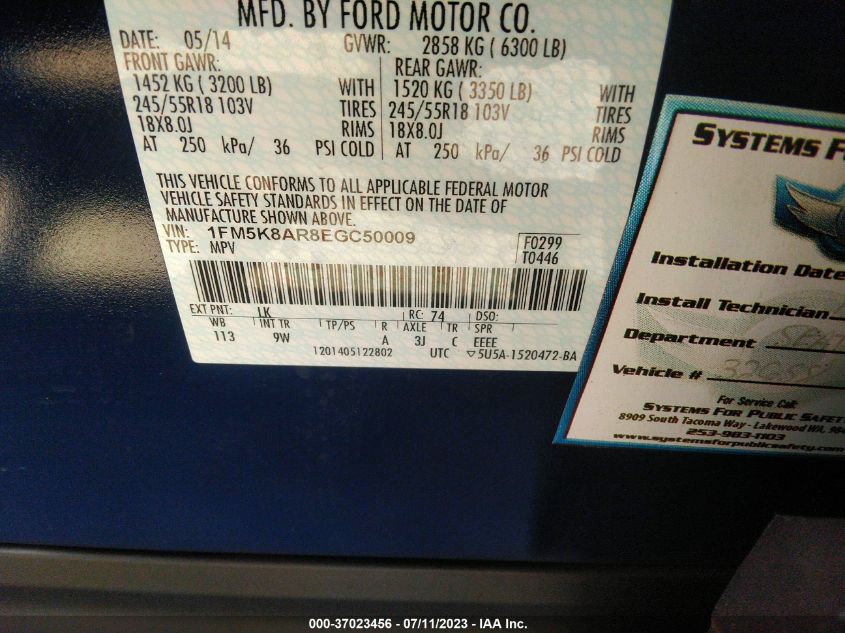 MFD. BY FORD MOTOR CO.
DATE: 05/14 GVWR: 2858 KG ( 6300 LB)
FRONT GAWR: REAR GAWR:
1452 KG ( 3200 LB) WITH 1520 KG ( 3350 LB) WITH
245/55R18 103V TIRES 245/55R18 103V TIRES
18X8.0J RIMS 18X8.0J RIMS
AT 250 kPa/ 36 PSI COLD AT 250 kPa/ 36 PSI COLD
THIS VEHICLE CONFORMS TO ALL APPLICABLE FEDERAL MOTOR
VEHICLE SAFETY STANDARDS IN EFFECT ON THE DATE OF
MANUFACTURE SHOWN ABOVE.
VIN: 1FM5K8AR8EGC50009
TYPE: MPV
F0299
T0446
EXT PNT: LK RC: 74 DSO:
WB INT TR TP/PS R AXLE TR SPR
113 9W A 3J C EEEE
1201405122802 UTC ▽5U5A-1520472-BA
SYSTEMS F
Installation Date
Install Technician
Department
Vehicle #
For Service Call:
SYSTEMS FOR PUBLIC SAFET
8909 South Tacoma Way - Lakewood WA, 98
253-983-1103
www.systemsforpublicsafety.com
000-37023456 - 07/11/2023 - IAA Inc.